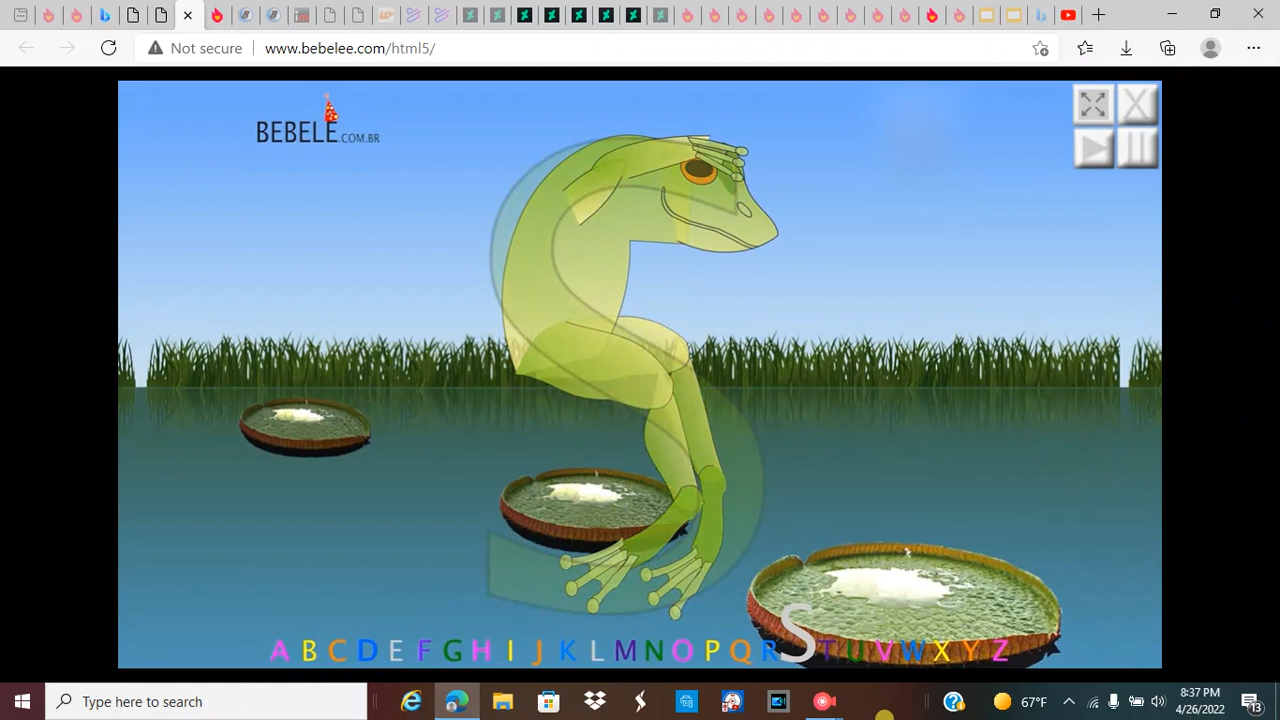 Not secure
www.bebelee.com/html5/
BEBELE.COM.BR
S
A B C D E F G H I J K L M N O P Q R S T U V W X Y Z
Type here to search
67°F
8:37 PM
4/26/2022
13